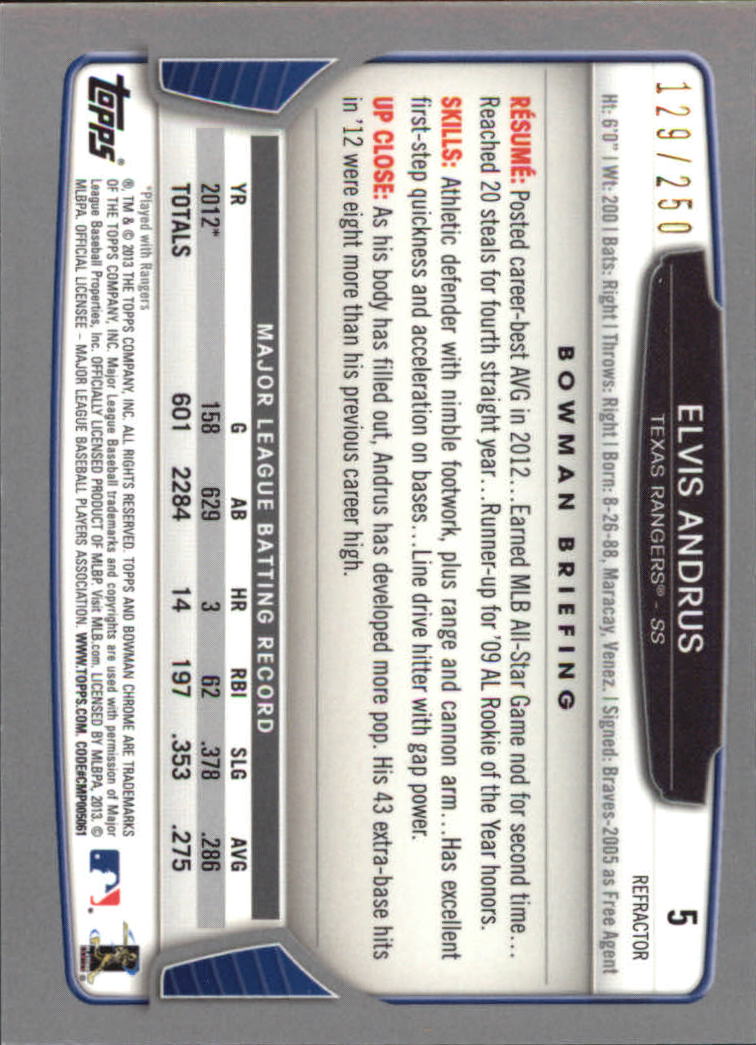 129/250
ELVIS ANDRUS
5
TEXAS RANGERS® - SS
REFRACTOR
Ht: 6'0" | Wt: 200 | Bats: Right | Throws: Right | Born: 8-26-88, Maracay, Venez. | Signed: Braves-2005 as Free Agent
BOWMAN BRIEFING
RÉSUMÉ: Posted career-best AVG in 2012...Earned MLB All-Star Game nod for second time...
Reached 20 steals for fourth straight year...Runner-up for '09 AL Rookie of the Year honors.
SKILLS: Athletic defender with nimble footwork, plus range and cannon arm...Has excellent
first-step quickness and acceleration on bases...Line drive hitter with gap power.
UP CLOSE: As his body has filled out, Andrus has developed more pop. His 43 extra-base hits
in '12 were eight more than his previous career high.
MAJOR LEAGUE BATTING RECORD
YR G AB HR RBI SLG AVG
2012* 158 629 3 62 .378 .286
TOTALS 601 2284 14 197 .353 .275
*Played with Rangers
®, TM & © 2013 THE TOPPS COMPANY, INC. ALL RIGHTS RESERVED. TOPPS AND BOWMAN CHROME ARE TRADEMARKS
OF THE TOPPS COMPANY, INC. Major League Baseball trademarks and copyrights are used with permission of Major
League Baseball Properties, Inc. OFFICIALLY LICENSED PRODUCT OF MLBP. Visit MLB.com. LICENSED BY MLBPA, 2013. ©
MLBPA. OFFICIAL LICENSEE – MAJOR LEAGUE BASEBALL PLAYERS ASSOCIATION. WWW.TOPPS.COM. CODE#CMP005061
Topps®